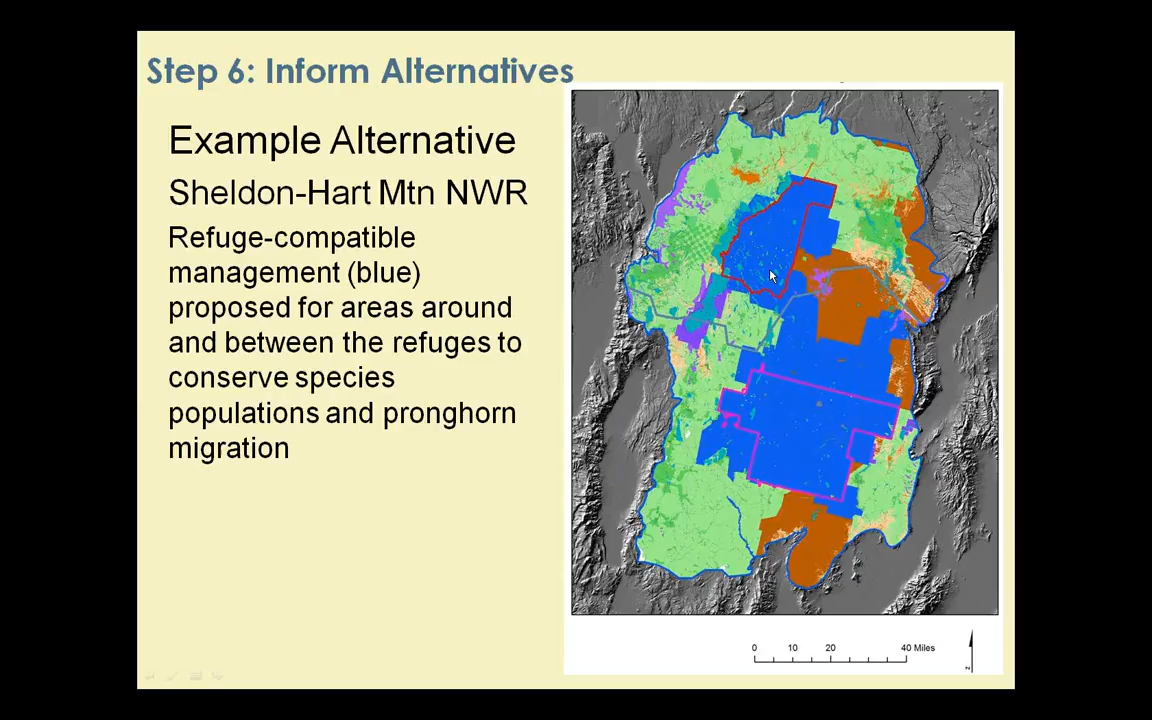 Step 6: Inform Alternatives
Example Alternative
Sheldon-Hart Mtn NWR
Refuge-compatible
management (blue)
proposed for areas around
and between the refuges to
conserve species
populations and pronghorn
migration
0 10 20 40 Miles